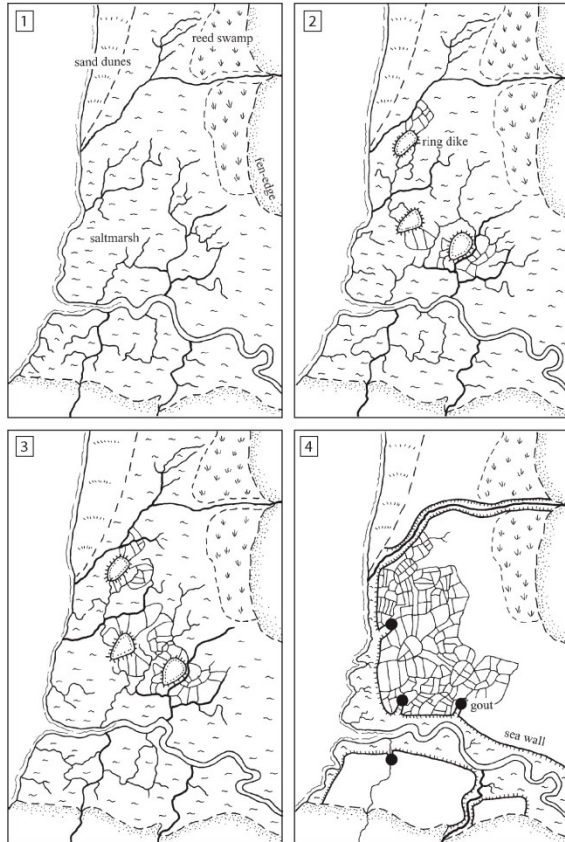 1
reed swamp
sand dunes
fen-edge
saltmarsh
2
ring dike
3
4
gout
sea wall